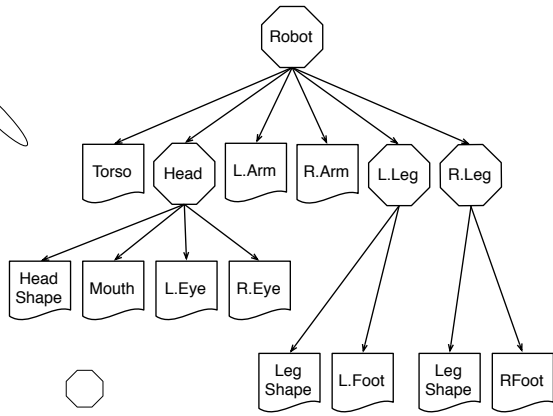 Robot
Torso
Head
L.Arm
R.Arm
L.Leg
R.Leg
Head
Shape
Mouth
L.Eye
R.Eye
Leg
Shape
L.Foot
Leg
Shape
RFoot